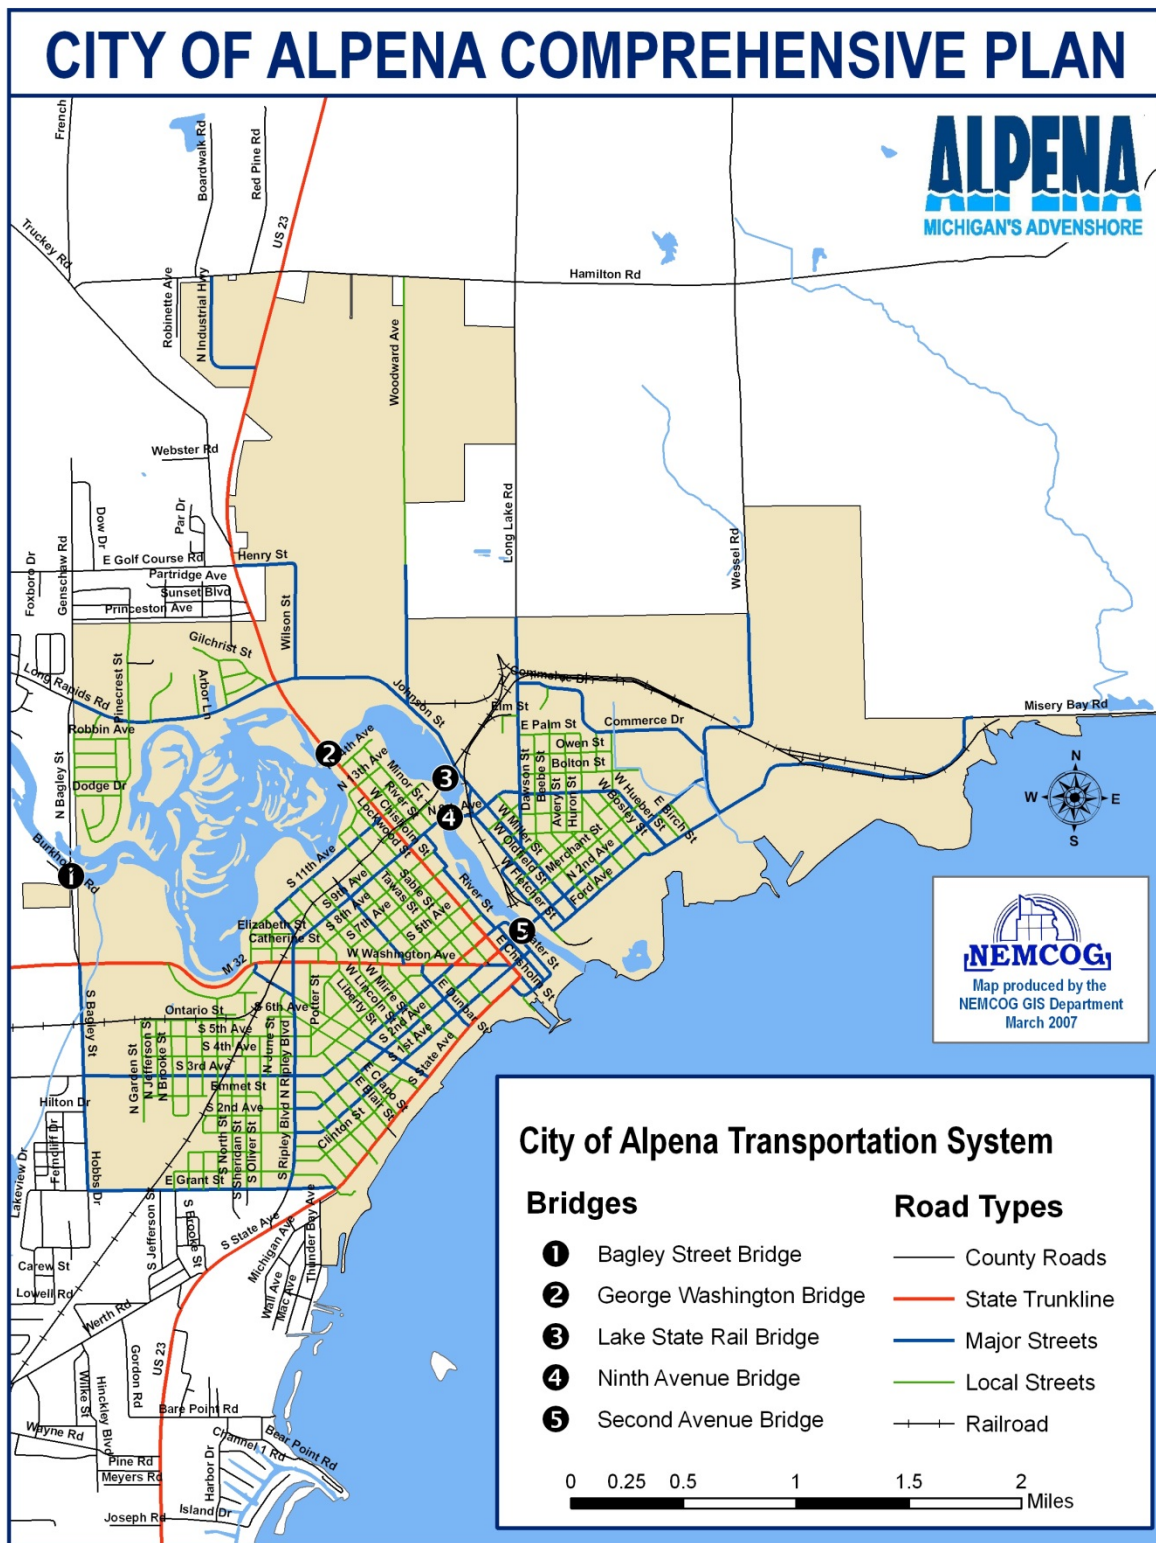 CITY OF ALPENA COMPREHENSIVE PLAN
ALPENA
MICHIGAN'S ADVENSHORE
French
Boardwalk Rd
Red Pine Rd
US 23
Truckey Rd
Hamilton Rd
Robinette Ave
N Industrial Hwy
Woodward Ave
Webster Rd
Long Lake Rd
Wessel Rd
Dow Dr
Par Dr
Foxboro Dr
Genschaw Rd
E Golf Course Rd
Henry St
Partridge Ave
Sunset Blvd
Princeston Ave
Wilson St
Gilchrist St
Long Rapids Rd
Pinecrest St
Arbor Ln
Johnson St
Commerce Dr
Elm St
E Palm St
Commerce Dr
Misery Bay Rd
Robbin Ave
Owen St
Bolton St
Dodge Dr
N Bagley St
2
3
4
1
5
N 13th Ave
Minor St
River St
W Chisholm St
Lockwood St
Dawson St
Beebe St
Avery St
Huron St
W Hueber St
W Bosley St
E Birch St
W Miller St
W Oldfield St
W Fletcher St
Merchant St
N 2nd Ave
Ford Ave
N
W
E
S
S 11th Ave
S 9th Ave
S 8th Ave
S 7th Ave
Tawas St
Sable St
S 5th Ave
River St
Elizabeth St
Catherine St
W Washington Ave
M 32
E Chisholm St
NEMCOG
Map produced by the
NEMCOG GIS Department
March 2007
S Bagley St
Ontario St
S 6th Ave
Potter St
W Mirre St
W Lincoln St
Liberty St
E Dunbar St
S 5th Ave
S 4th Ave
S 3rd Ave
S 2nd Ave
S 1st Ave
S State Ave
N Garden St
N Jefferson St
N Brooke St
N June St
N Ripley Blvd
Emmet St
S 2nd Ave
E Clapo St
E Blair St
Clinton St
Hilton Dr
Ferncliff Dr
Lakeview Dr
Hobbs Dr
S North St
S Sheridan St
S Oliver St
S Ripley Blvd
E Grant St
S Jefferson St
S Brooke St
S State Ave
Michigan Ave
Thunder Bay Ave
Wall Ave
Mac Ave
Carew St
Lowell Rd
Werth Rd
US 23
Gordon Rd
Wilke St
Hinckley Blvd
Bare Point Rd
Wayne Rd
Channel 1 Rd
Bear Point Rd
Pine Rd
Meyers Rd
Harbor Dr
Island Dr
Joseph Rd
City of Alpena Transportation System
Bridges
1 Bagley Street Bridge
2 George Washington Bridge
3 Lake State Rail Bridge
4 Ninth Avenue Bridge
5 Second Avenue Bridge
Road Types
County Roads
State Trunkline
Major Streets
Local Streets
Railroad
0 0.25 0.5 1 1.5 2
Miles